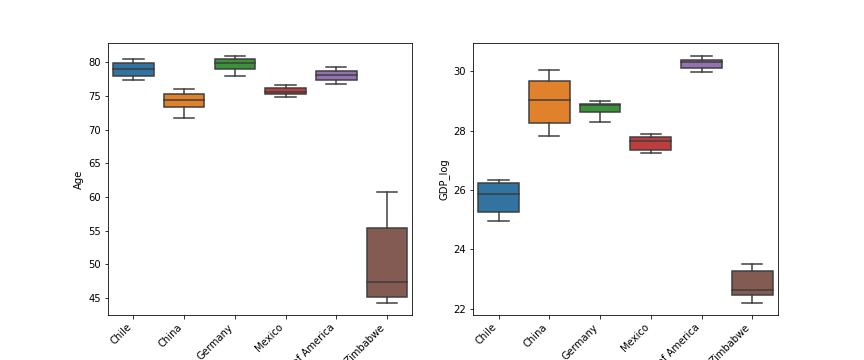 Age
80
75
70
65
60
55
50
45
Chile
China
Germany
Mexico
of America
Zimbabwe
GDP_log
30
28
26
24
22
Chile
China
Germany
Mexico
of America
Zimbabwe